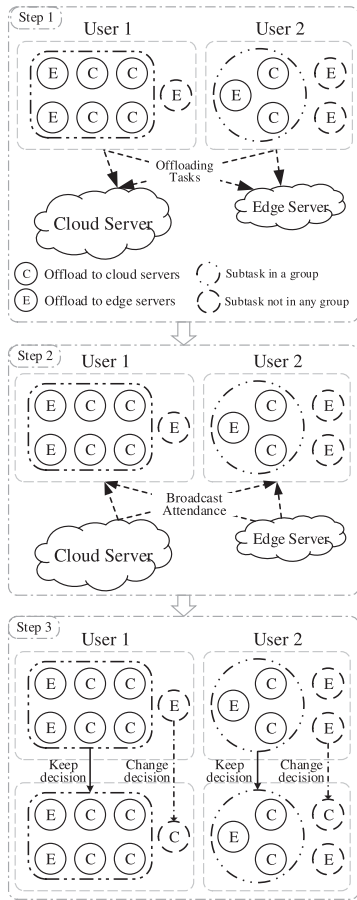 Step 1
User 1
User 2
E C C
E
C
E
E
E C C
C
E
Offloading
Tasks
Cloud Server
Edge Server
C Offload to cloud servers
Subtask in a group
E Offload to edge servers
Subtask not in any group
Step 2
User 1
User 2
E C C
E
C
E
E
E C C
C
E
Broadcast
Attendance
Cloud Server
Edge Server
Step 3
User 1
User 2
E C C
E
C
E
E
E C C
C
E
Keep
decision
Change
decision
Keep
decision
Change
decision
E C C
C
C
E
C
E C C
C
E